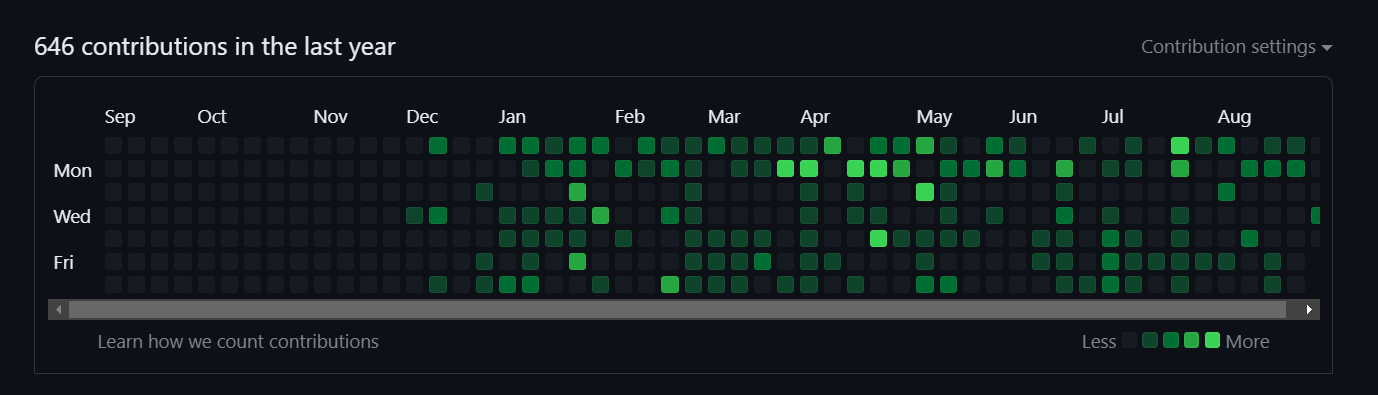 646 contributions in the last year
Contribution settings
Sep Oct Nov Dec Jan Feb Mar Apr May Jun Jul Aug
Mon
Wed
Fri
Learn how we count contributions
Less More